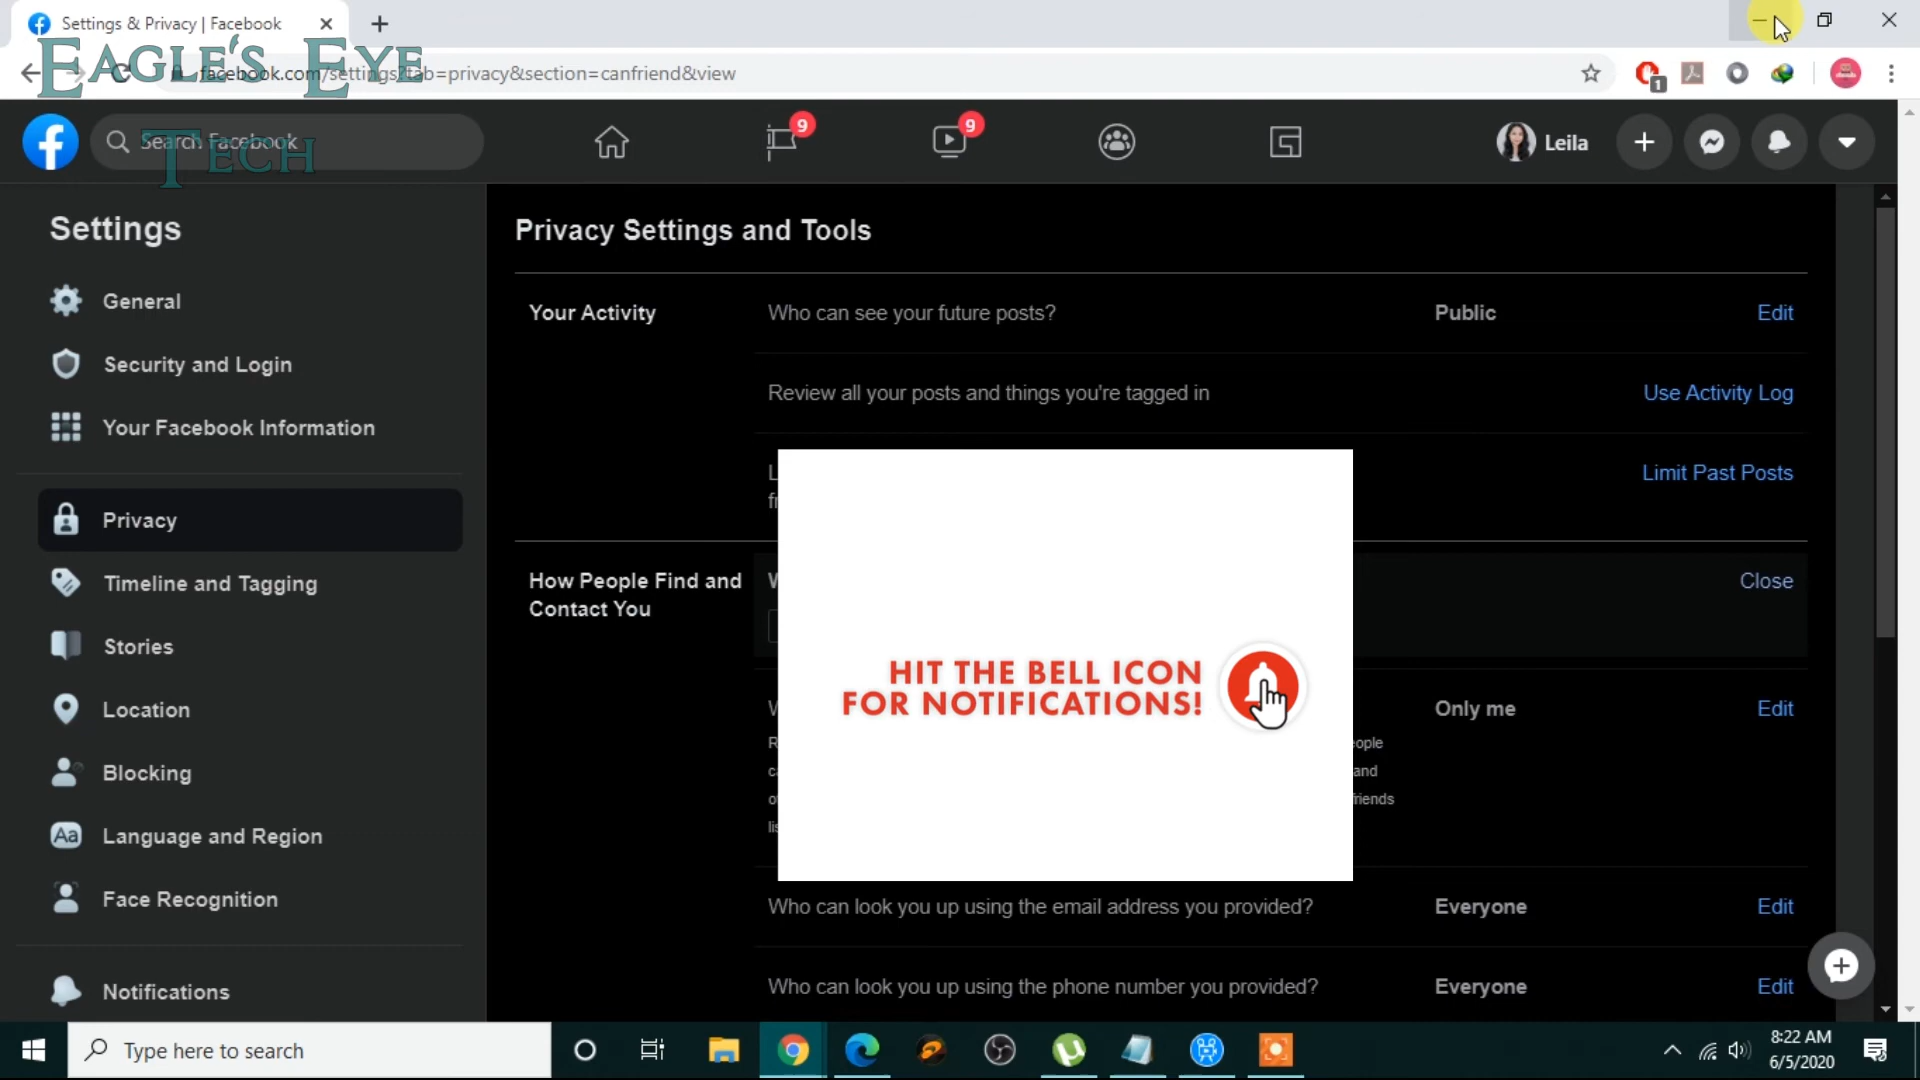 Settings & Privacy | Facebook
EAGLE'S EYE
TECH
facebook.com/settings?tab=privacy&section=canfriend&view
1
Search Facebook
9
9
Leila
Settings
General
Security and Login
Your Facebook Information
Privacy
Timeline and Tagging
Stories
Location
Blocking
Aa
Language and Region
Face Recognition
Notifications
Privacy Settings and Tools
Your Activity
Who can see your future posts?
Public
Edit
Review all your posts and things you're tagged in
Use Activity Log
Limit Past Posts
How People Find and
Contact You
Close
HIT THE BELL ICON
FOR NOTIFICATIONS!
Only me
Edit
and
Who can look you up using the email address you provided?
Everyone
Edit
Who can look you up using the phone number you provided?
Everyone
Edit
Type here to search
8:22 AM
6/5/2020